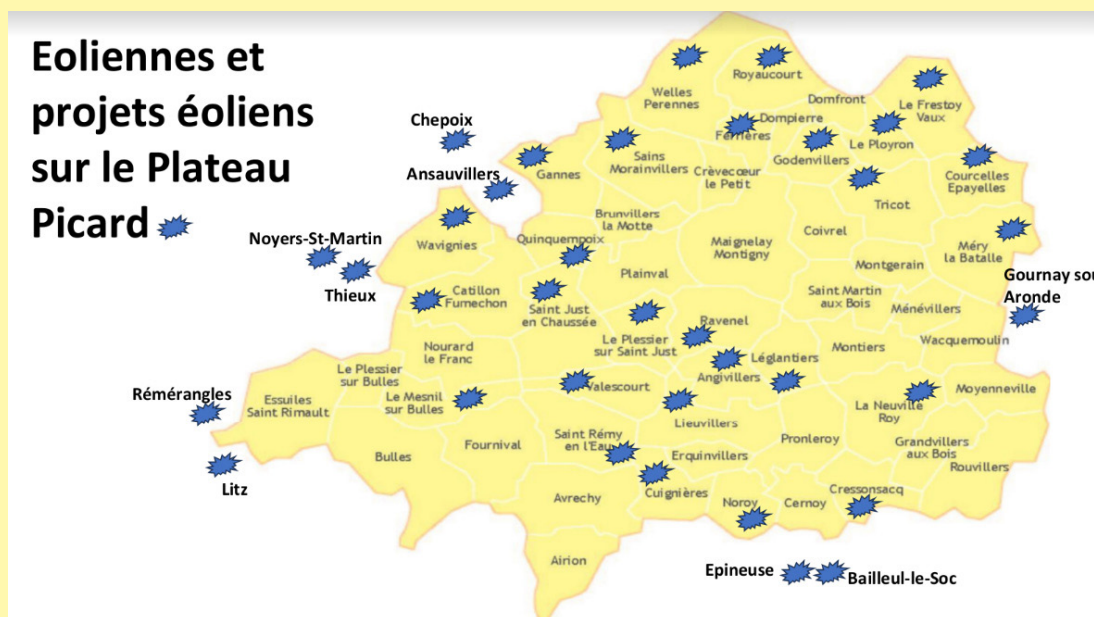 Eoliennes et
projets éoliens
sur le Plateau
Picard
Chepoix
Ansauvillers
Noyers-St-Martin
Thieux
Rémérangles
Litz
Epineuse
Bailleul-le-Soc
Gournay sou
Aronde
Welles
Perennes
Royaucourt
Domfront
Dompierre
Ferrières
Le Frestoy
Vaux
Le Ployron
Godenvillers
Gannes
Sains
Morainvillers
Crèvecœur
le Petit
Tricot
Courcelles
Epayelles
Wavignies
Quinquempoix
Brunvillers
la Motte
Maignelay
Montigny
Coivrel
Méry
la Batalle
Plainval
Montgerain
Catillon
Fumechon
Saint Just
en Chaussée
Saint Martin
aux Bois
Ménévillers
Ravenel
Le Plessier
sur Saint Just
Nourard
le Franc
Léglantiers
Montiers
Wacquemoulin
Le Plessier
sur Bulles
Angivillers
Valescourt
Moyenneville
Essuiles
Saint Rimault
Le Mesnil
sur Bulles
La Neuville
Roy
Lieuvillers
Fournival
Saint Rémy
en l'Eau
Pronleroy
Grandvillers
aux Bois
Bulles
Erquinvillers
Rouvillers
Avrechy
Cuignières
Noroy
Cernoy
Cressonsacq
Airion